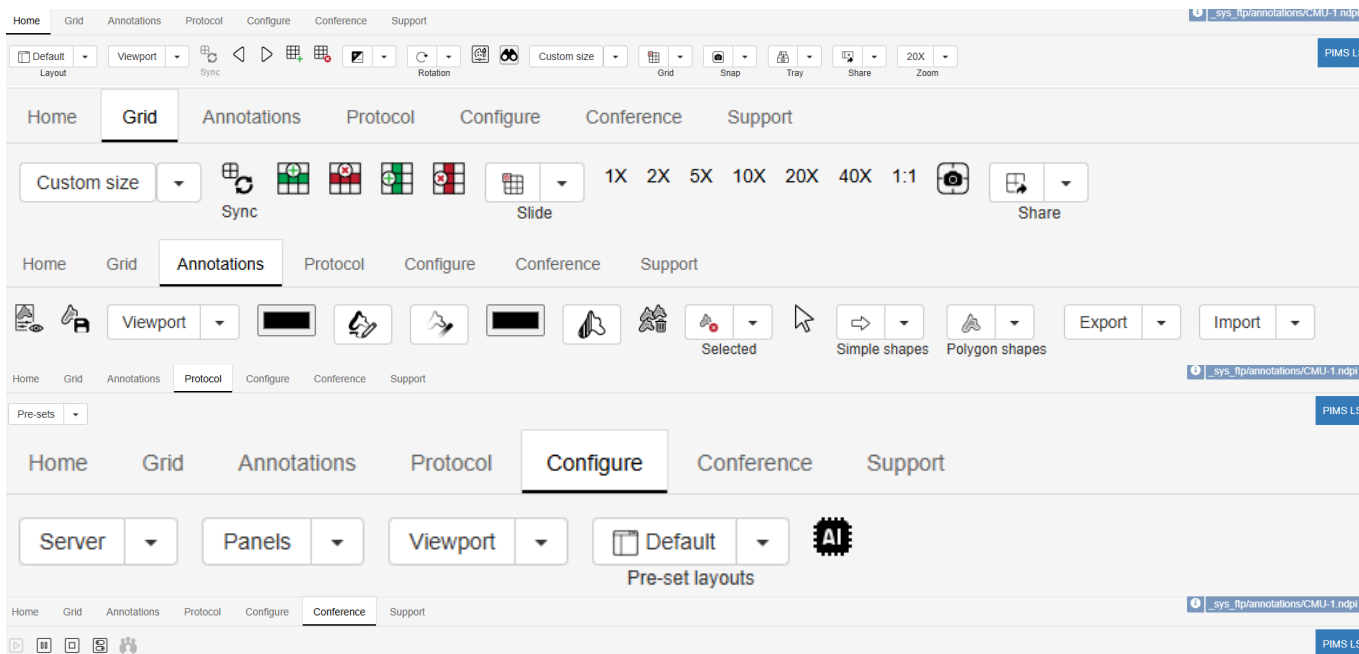 Home Grid Annotations Protocol Configure Conference Support _sys_ftp/annotations/CMU-1.ndpi
Default Viewport Custom size 20X PIMS LS
Layout Sync Rotation Grid Snap Tray Share Zoom
Home Grid Annotations Protocol Configure Conference Support
Custom size 1X 2X 5X 10X 20X 40X 1:1
Sync Slide Share
Home Grid Annotations Protocol Configure Conference Support
Viewport Export Import
Selected Simple shapes Polygon shapes
Home Grid Annotations Protocol Configure Conference Support _sys_ftp/annotations/CMU-1.ndpi
Pre-sets PIMS LS
Home Grid Annotations Protocol Configure Conference Support
Server Panels Viewport Default AI
Pre-set layouts
Home Grid Annotations Protocol Configure Conference Support _sys_ftp/annotations/CMU-1.ndpi
PIMS LS